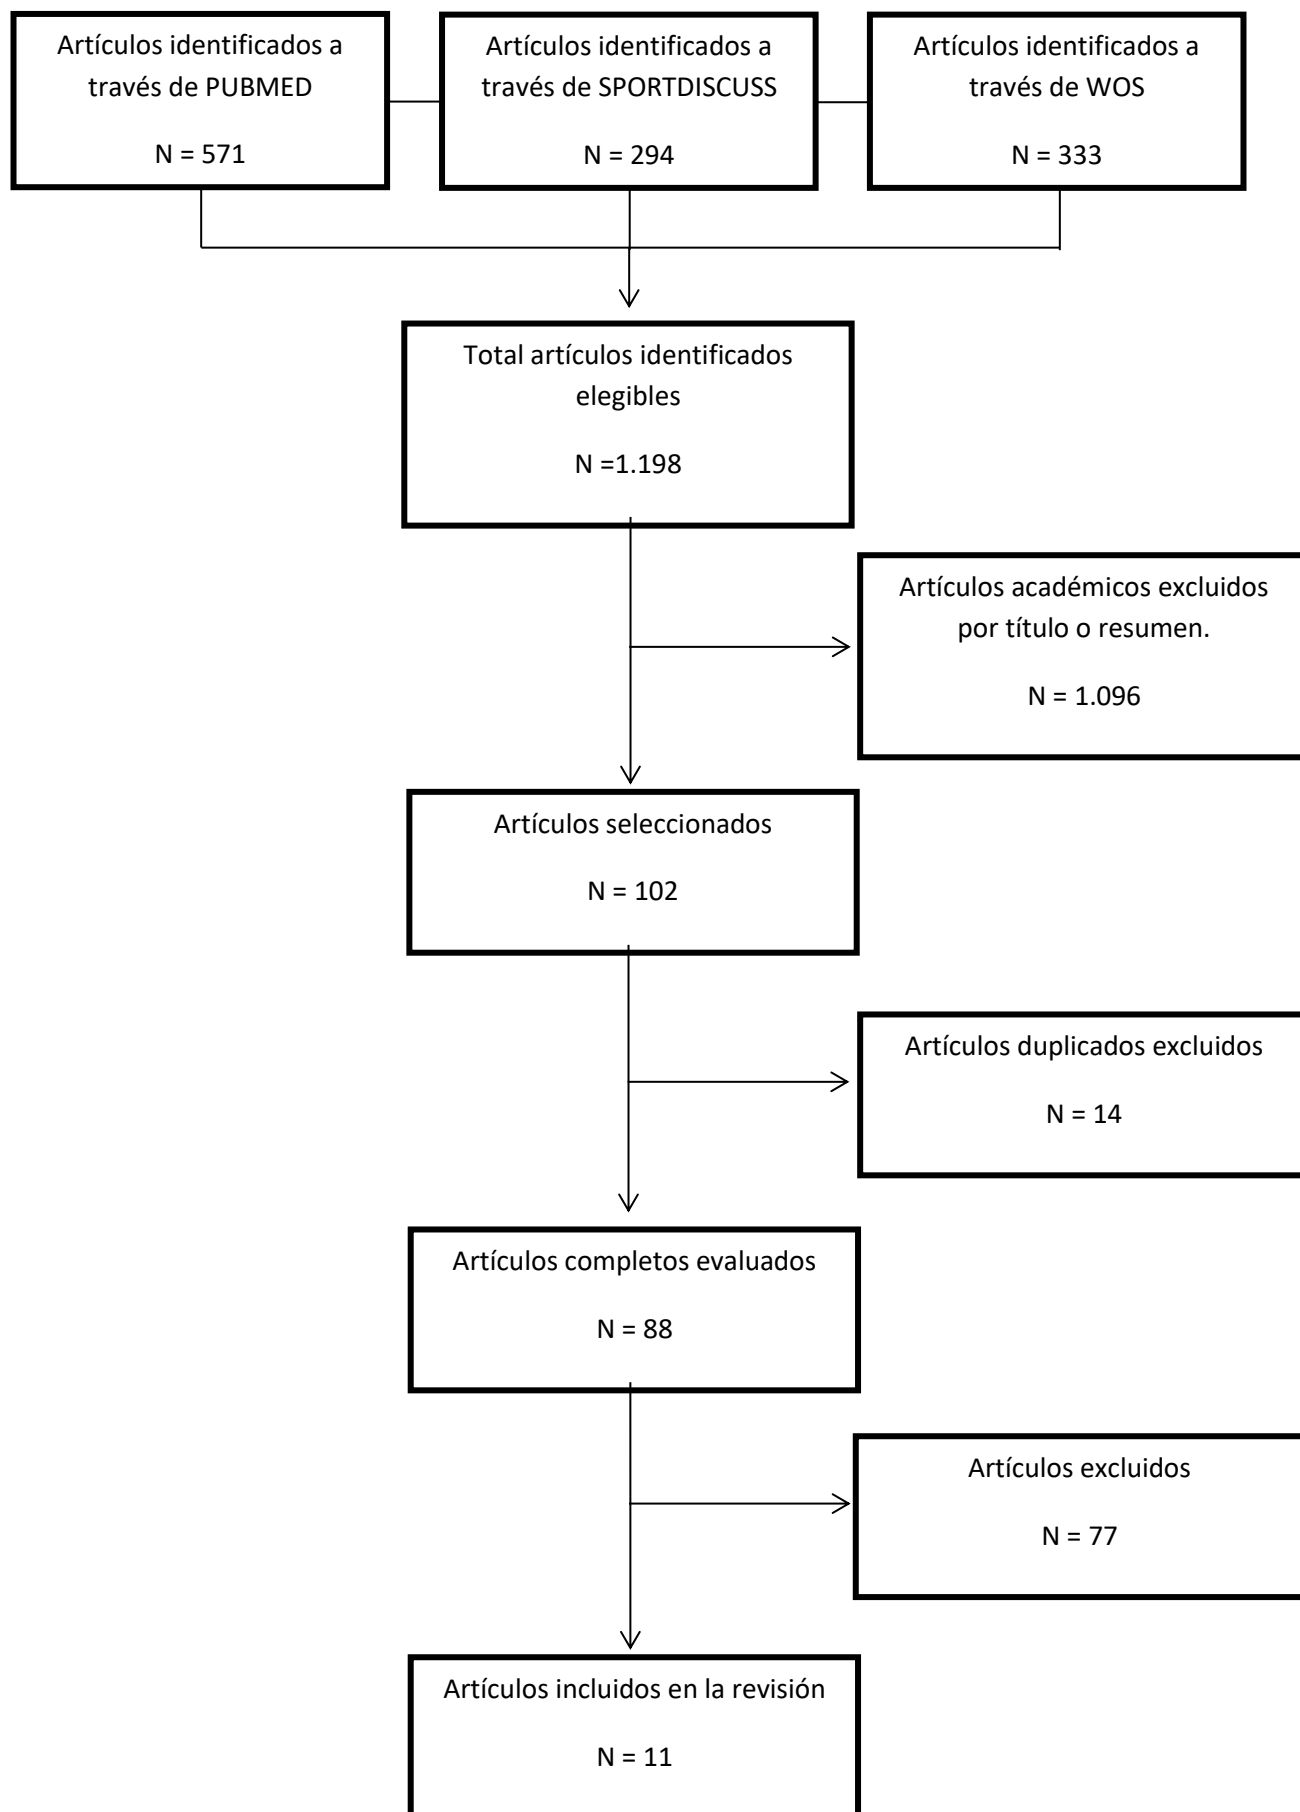 Artículos identificados a
través de PUBMED
N = 571
Artículos identificados a
través de SPORTDISCUSS
N = 294
Artículos identificados a
través de WOS
N = 333
Total artículos identificados
elegibles
N =1.198
Artículos académicos excluidos
por título o resumen.
N = 1.096
Artículos seleccionados
N = 102
Artículos duplicados excluidos
N = 14
Artículos completos evaluados
N = 88
Artículos excluidos
N = 77
Artículos incluidos en la revisión
N = 11